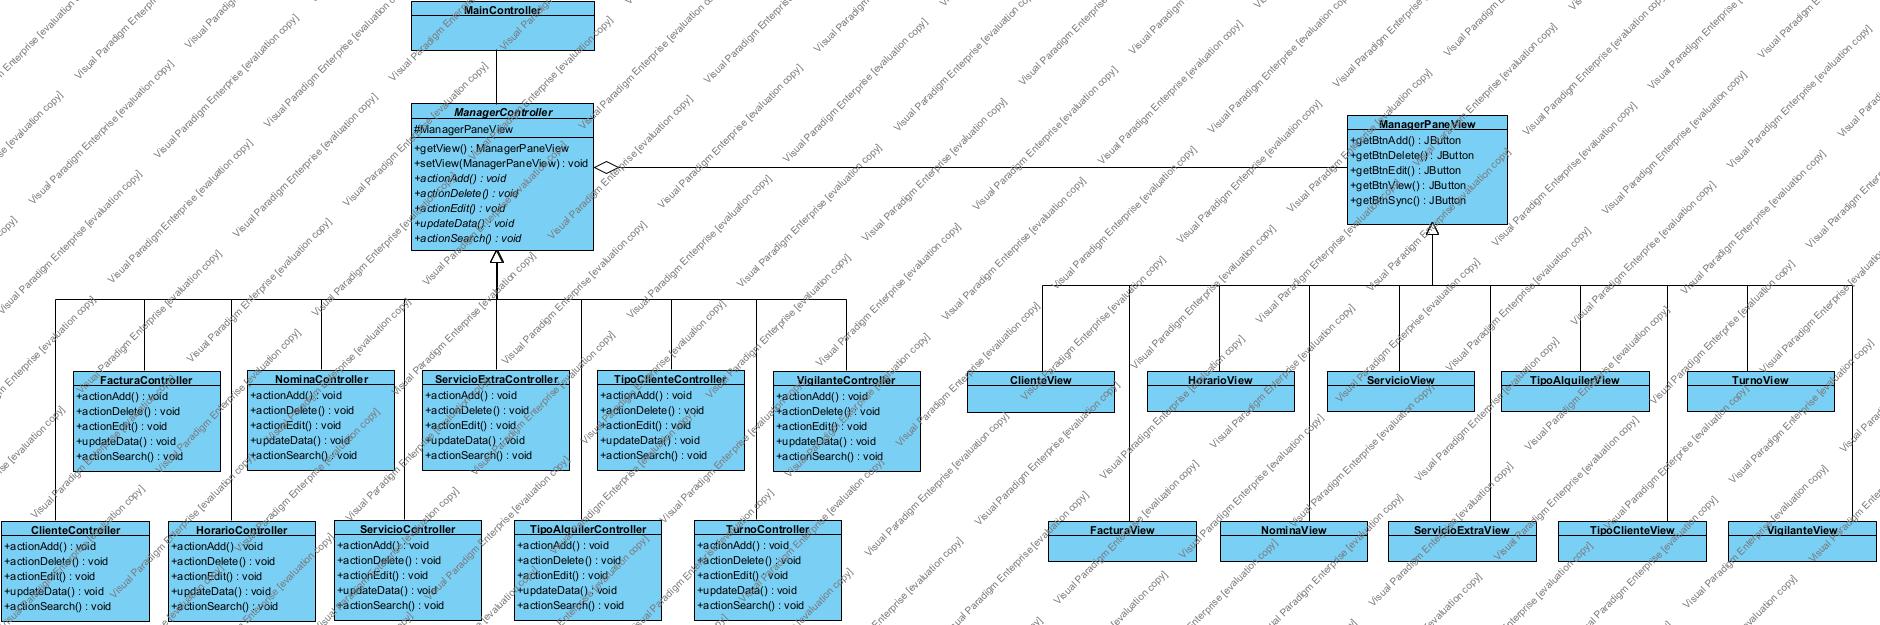 MainController
ManagerController
#ManagerPaneView
+getView() : ManagerPaneView
+setView(ManagerPaneView) : void
+actionAdd() : void
+actionDelete() : void
+actionEdit() : void
+updateData() : void
+actionSearch() : void
ManagerPaneView
+getBtnAdd() : JButton
+getBtnDelete() : JButton
+getBtnEdit() : JButton
+getBtnView() : JButton
+getBtnSync() : JButton
FacturaController
+actionAdd() : void
+actionDelete() : void
+actionEdit() : void
+updateData() : void
+actionSearch() : void
NominaController
+actionAdd() : void
+actionDelete() : void
+actionEdit() : void
+updateData() : void
+actionSearch() : void
ServicioExtraController
+actionAdd() : void
+actionDelete() : void
+actionEdit() : void
+updateData() : void
+actionSearch() : void
TipoClienteController
+actionAdd() : void
+actionDelete() : void
+actionEdit() : void
+updateData() : void
+actionSearch() : void
VigilanteController
+actionAdd() : void
+actionDelete() : void
+actionEdit() : void
+updateData() : void
+actionSearch() : void
ClienteView
HorarioView
ServicioView
TipoAlquilerView
TurnoView
ClienteController
+actionAdd() : void
+actionDelete() : void
+actionEdit() : void
+updateData() : void
+actionSearch() : void
HorarioController
+actionAdd() : void
+actionDelete() : void
+actionEdit() : void
+updateData() : void
+actionSearch() : void
ServicioController
+actionAdd() : void
+actionDelete() : void
+actionEdit() : void
+updateData() : void
+actionSearch() : void
TipoAlquilerController
+actionAdd() : void
+actionDelete() : void
+actionEdit() : void
+updateData() : void
+actionSearch() : void
TurnoController
+actionAdd() : void
+actionDelete() : void
+actionEdit() : void
+updateData() : void
+actionSearch() : void
FacturaView
NominaView
ServicioExtraView
TipoClienteView
VigilanteView
Visual Paradigm Enterprise [evaluation copy]